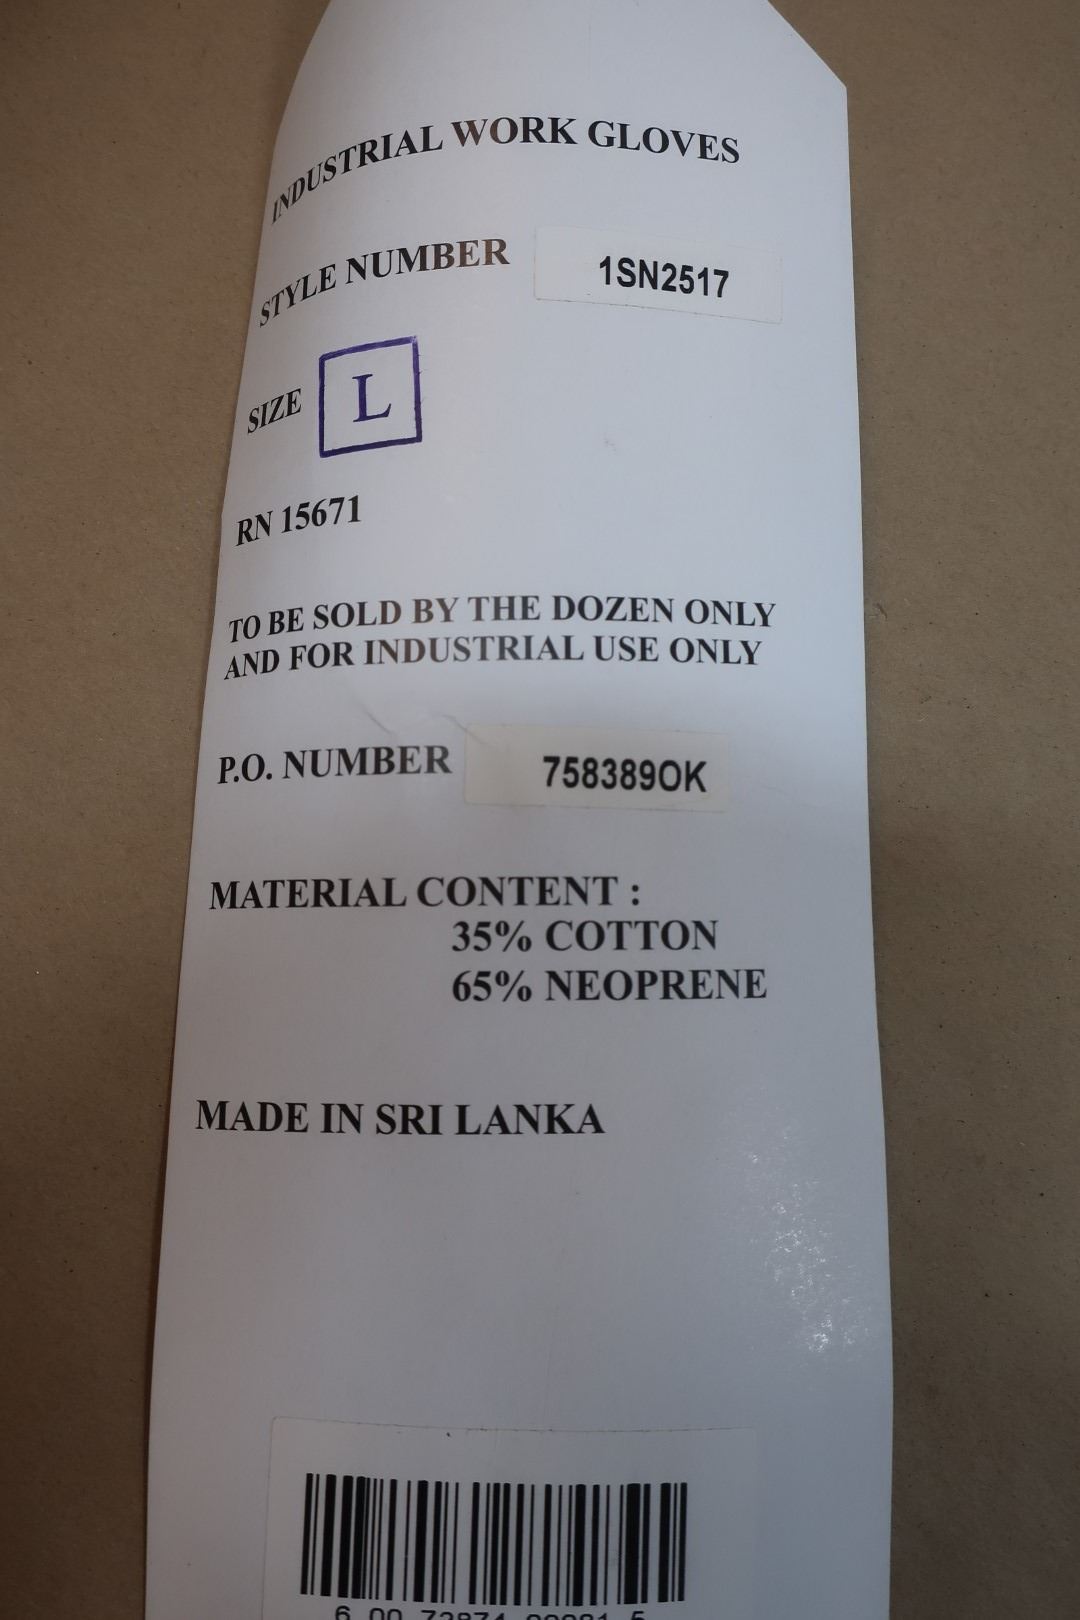 INDUSTRIAL WORK GLOVES
STYLE NUMBER 1SN2517
SIZE L
RN 15671
TO BE SOLD BY THE DOZEN ONLY
AND FOR INDUSTRIAL USE ONLY
P.O. NUMBER 758389OK
MATERIAL CONTENT :
35% COTTON
65% NEOPRENE
MADE IN SRI LANKA